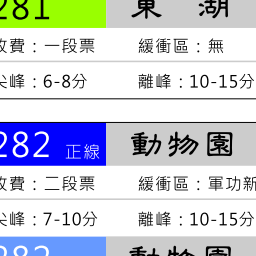 281 東 湖
收費：一段票 緩衝區：無
尖峰：6-8分 離峰：10-15分
282 正線 動物園
收費：二段票 緩衝區：軍功新
尖峰：7-10分 離峰：10-15分
282 動物園